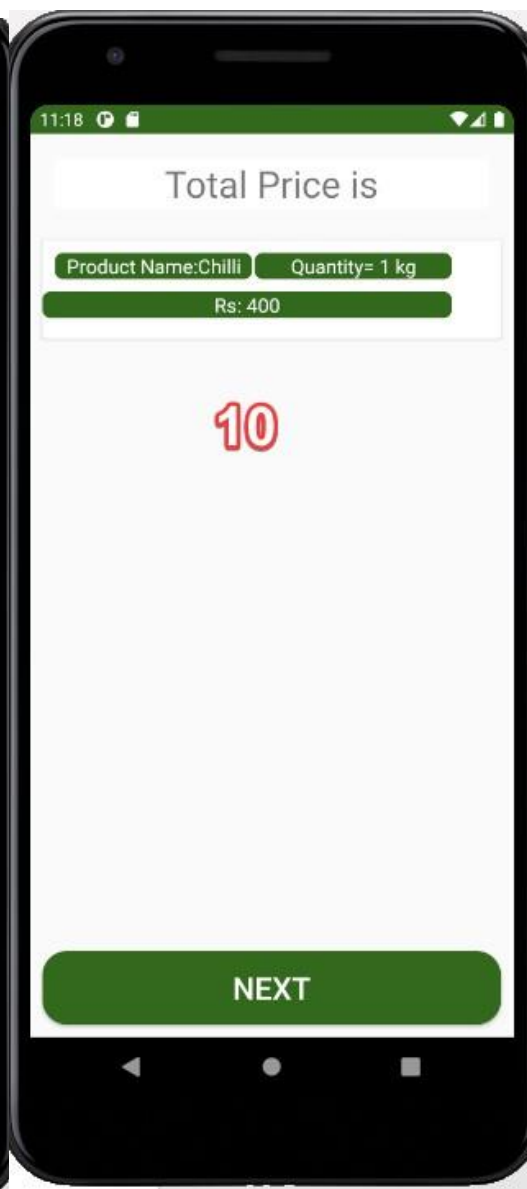 11:18
Total Price is
Product Name:Chilli Quantity= 1 kg
Rs: 400
10
NEXT